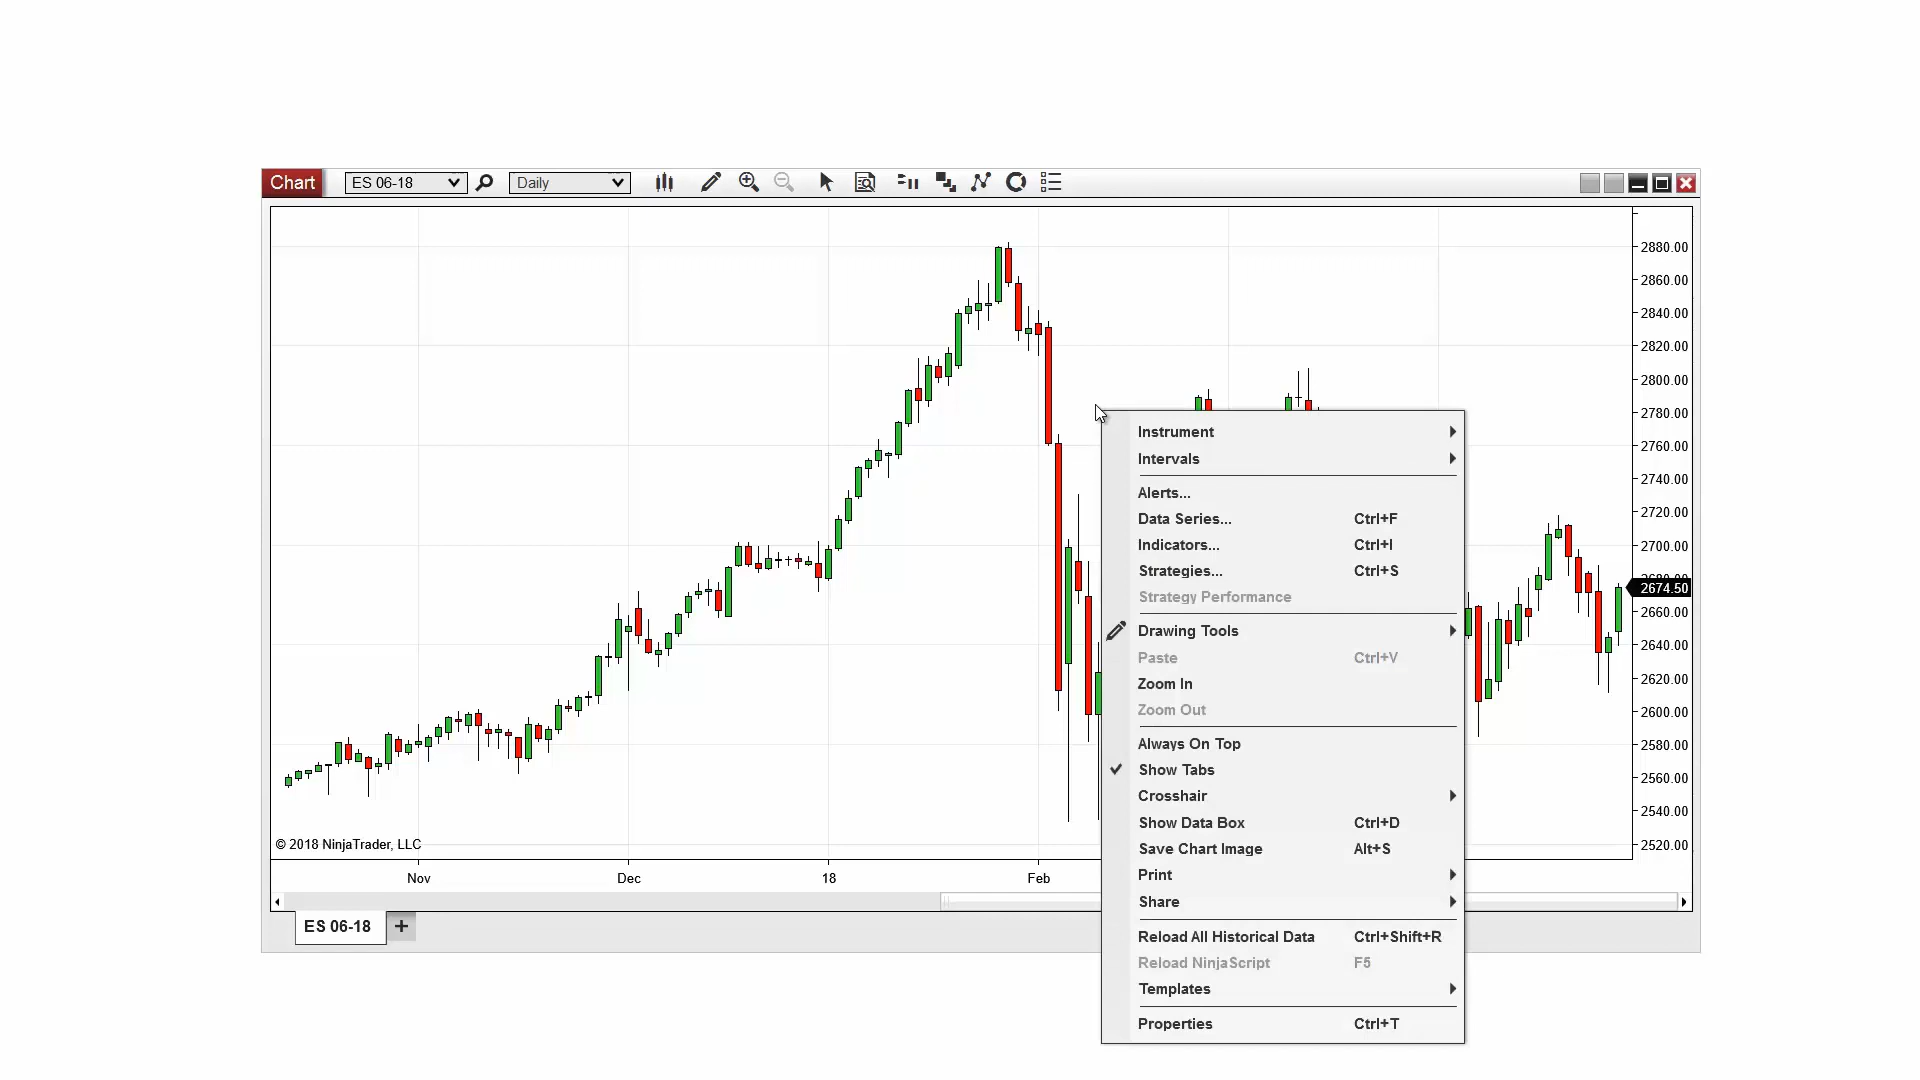 Chart
ES 06-18
Daily
2880.00
2860.00
2840.00
2820.00
2800.00
2780.00
2760.00
2740.00
2720.00
2700.00
2680.00
2674.50
2660.00
2640.00
2620.00
2600.00
2580.00
2560.00
2540.00
2520.00
Instrument
Intervals
Alerts...
Data Series... Ctrl+F
Indicators... Ctrl+I
Strategies... Ctrl+S
Strategy Performance
Drawing Tools
Paste Ctrl+V
Zoom In
Zoom Out
Always On Top
Show Tabs
Crosshair
Show Data Box Ctrl+D
Save Chart Image Alt+S
Print
Share
Reload All Historical Data Ctrl+Shift+R
Reload NinjaScript F5
Templates
Properties Ctrl+T
© 2018 NinjaTrader, LLC
Nov Dec 18 Feb
ES 06-18 +